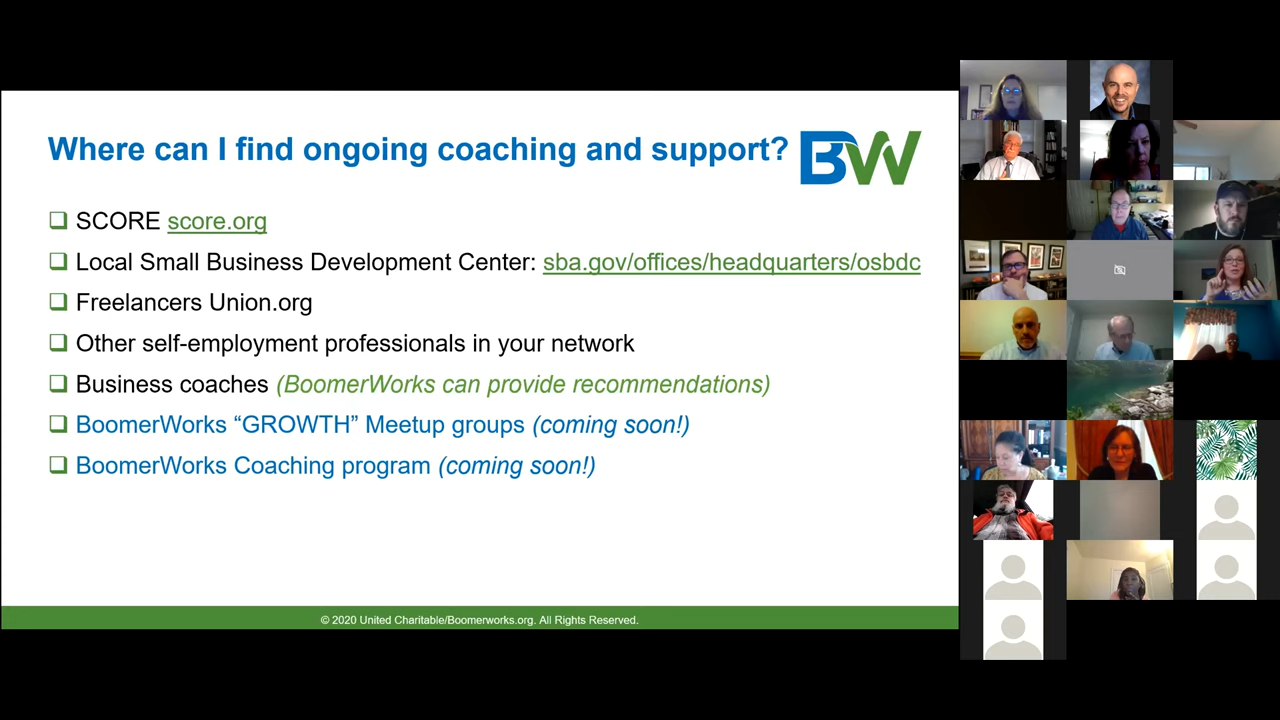 Where can I find ongoing coaching and support?
BW
SCORE score.org
Local Small Business Development Center: sba.gov/offices/headquarters/osbdc
Freelancers Union.org
Other self-employment professionals in your network
Business coaches (BoomerWorks can provide recommendations)
BoomerWorks “GROWTH” Meetup groups (coming soon!)
BoomerWorks Coaching program (coming soon!)
© 2020 United Charitable/Boomerworks.org. All Rights Reserved.